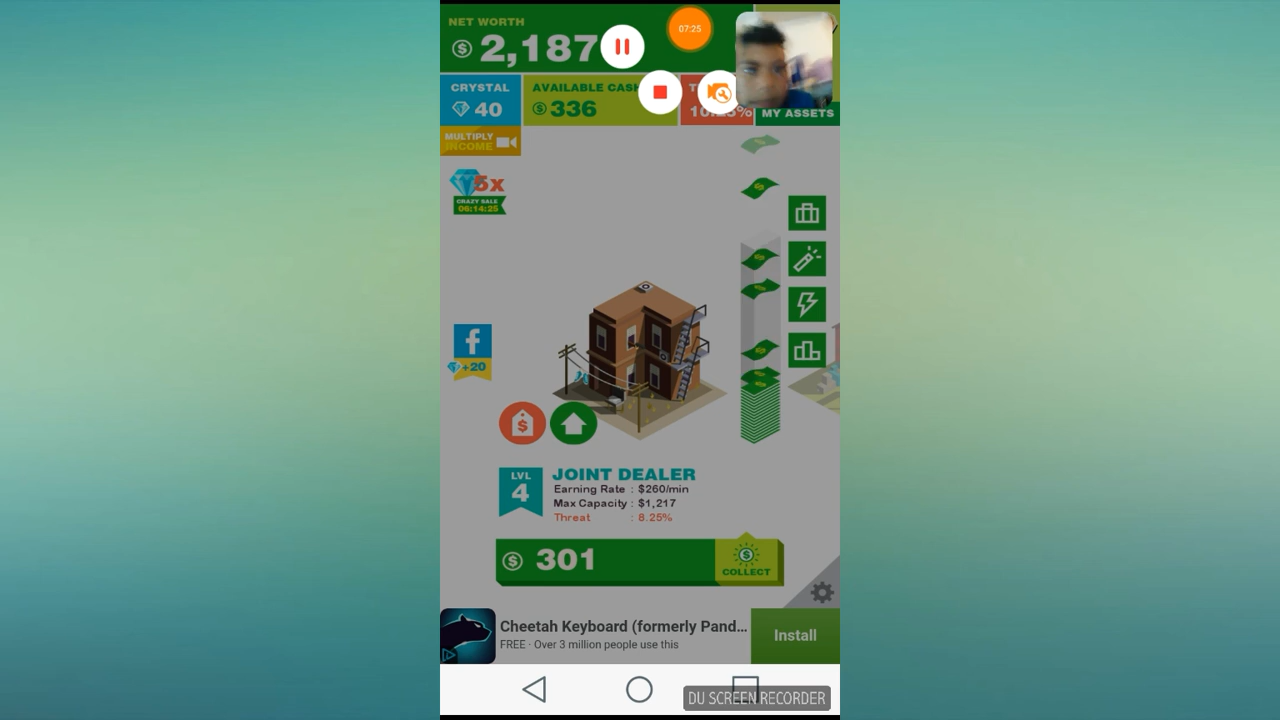 NET WORTH
2,187
07:25
CRYSTAL
40
AVAILABLE CASH
336
MY ASSETS
MULTIPLY
INCOME
5x
CRAZY SALE
06:14:25
f
+20
LVL
4
JOINT DEALER
Earning Rate : $260/min
Max Capacity : $1,217
Threat : 8.25%
301
COLLECT
Cheetah Keyboard (formerly Pand...
FREE · Over 3 million people use this
Install
DU SCREEN RECORDER